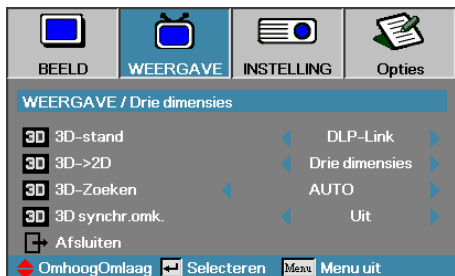 BEELD WEERGAVE INSTELLING Opties
WEERGAVE / Drie dimensies
3D 3D-stand DLP-Link
3D 3D->2D Drie dimensies
3D 3D-Zoeken AUTO
3D 3D synchr.omk. Uit
Afsluiten
OmhoogOmlaag Selecteren Menu Menu uit